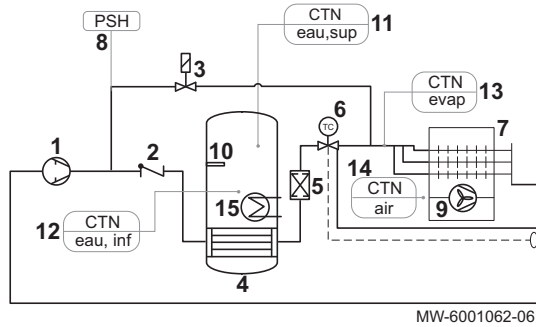 PSH
8
3
CTN
eau,sup
11
CTN
evap
13
6
TC
7
1
2
10
14
5
15
CTN
air
9
12
CTN
eau, inf
4
MW-6001062-06